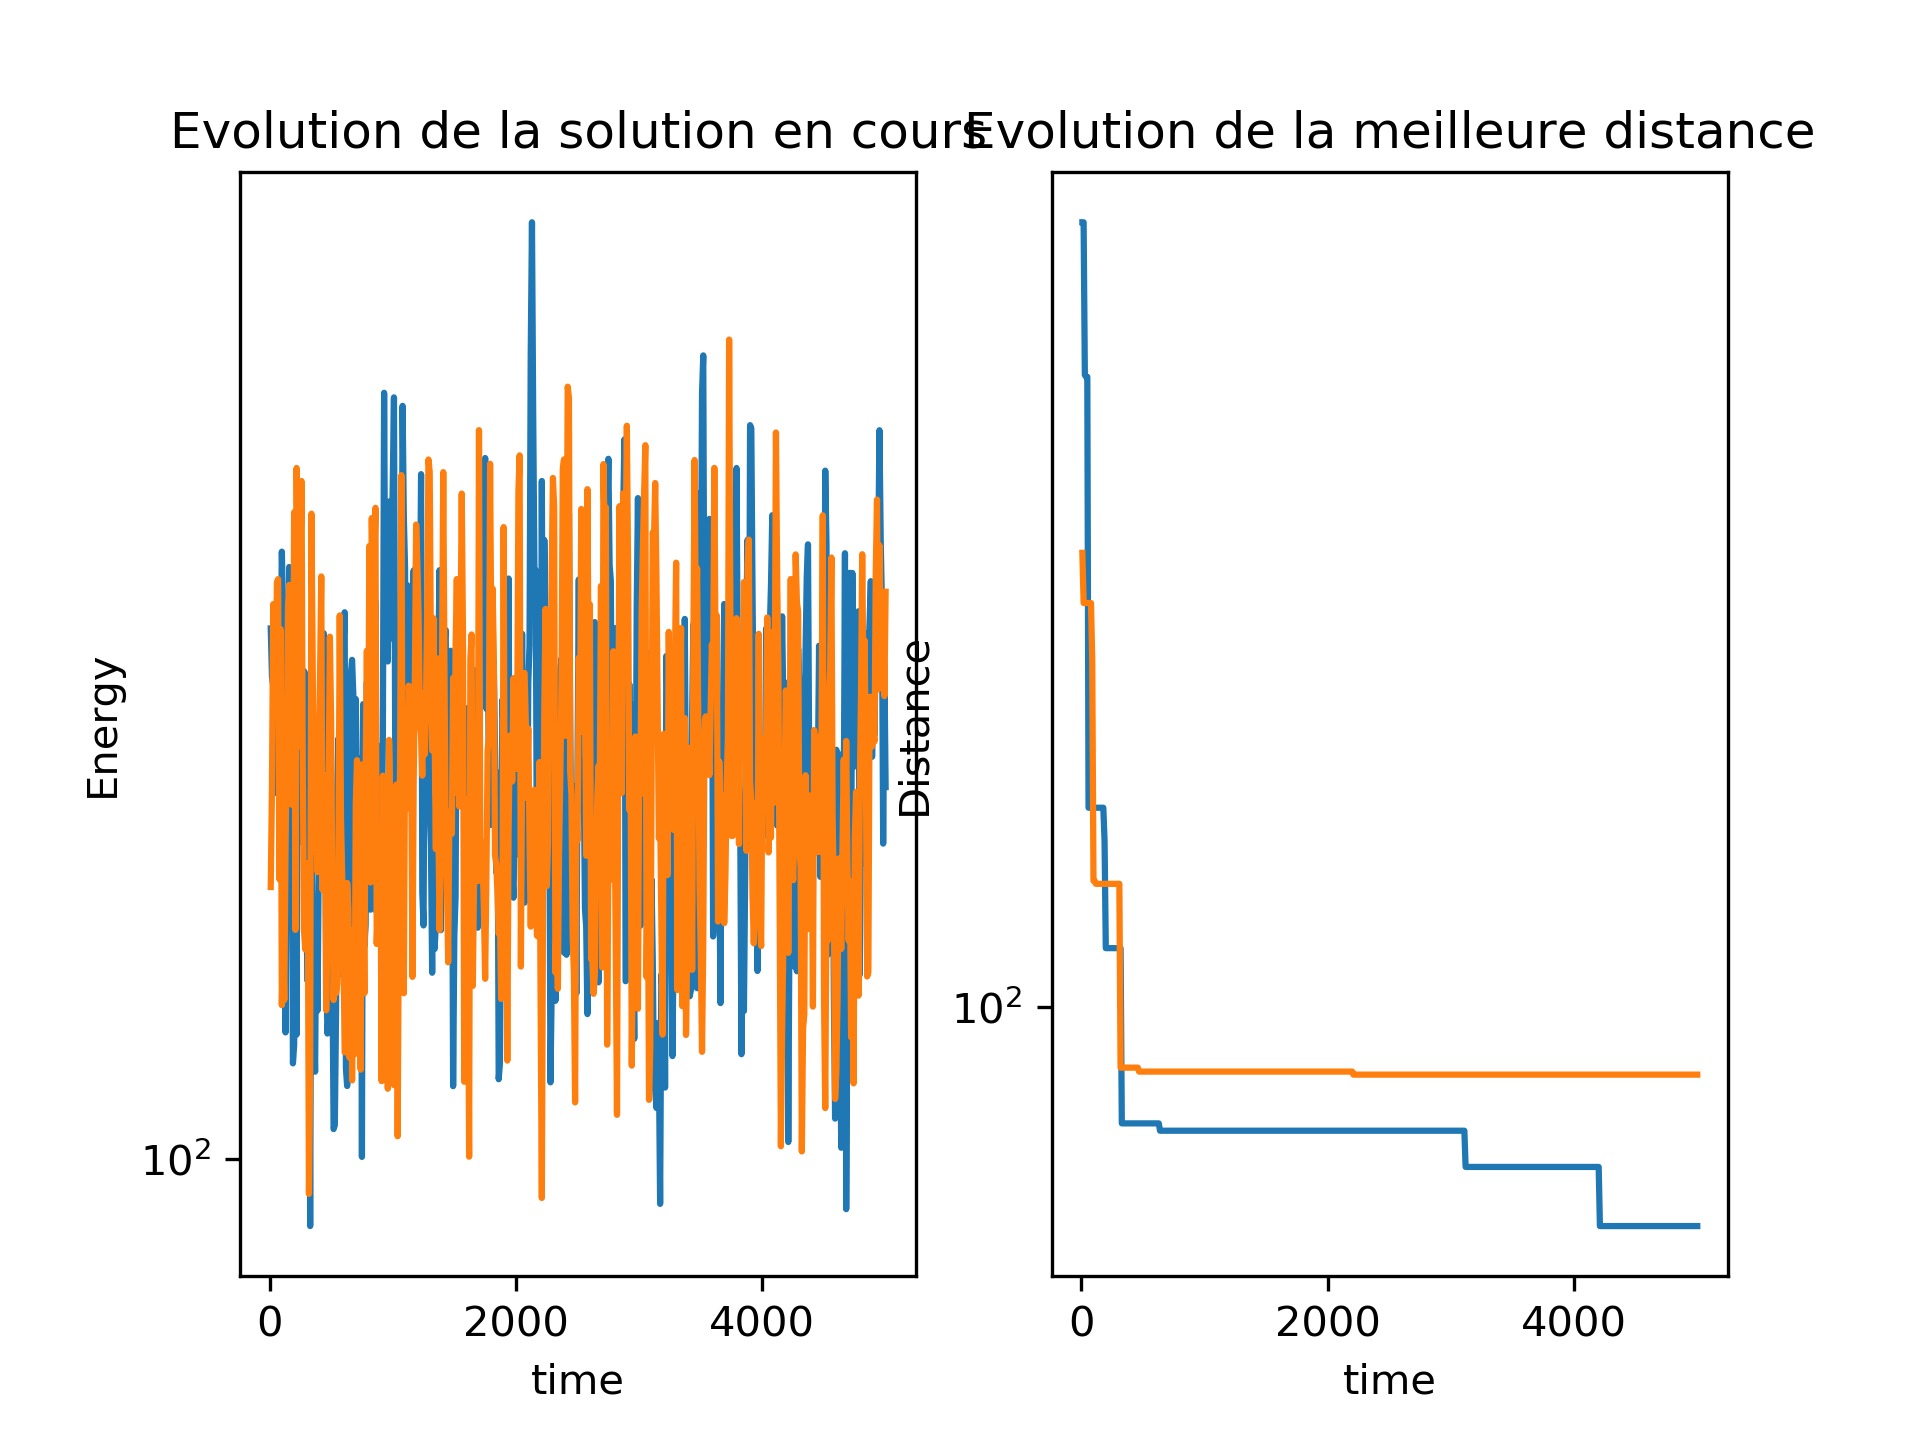 Evolution de la solution en cours
Energy
10²
0 2000 4000
time
Evolution de la meilleure distance
Distance
10²
0 2000 4000
time